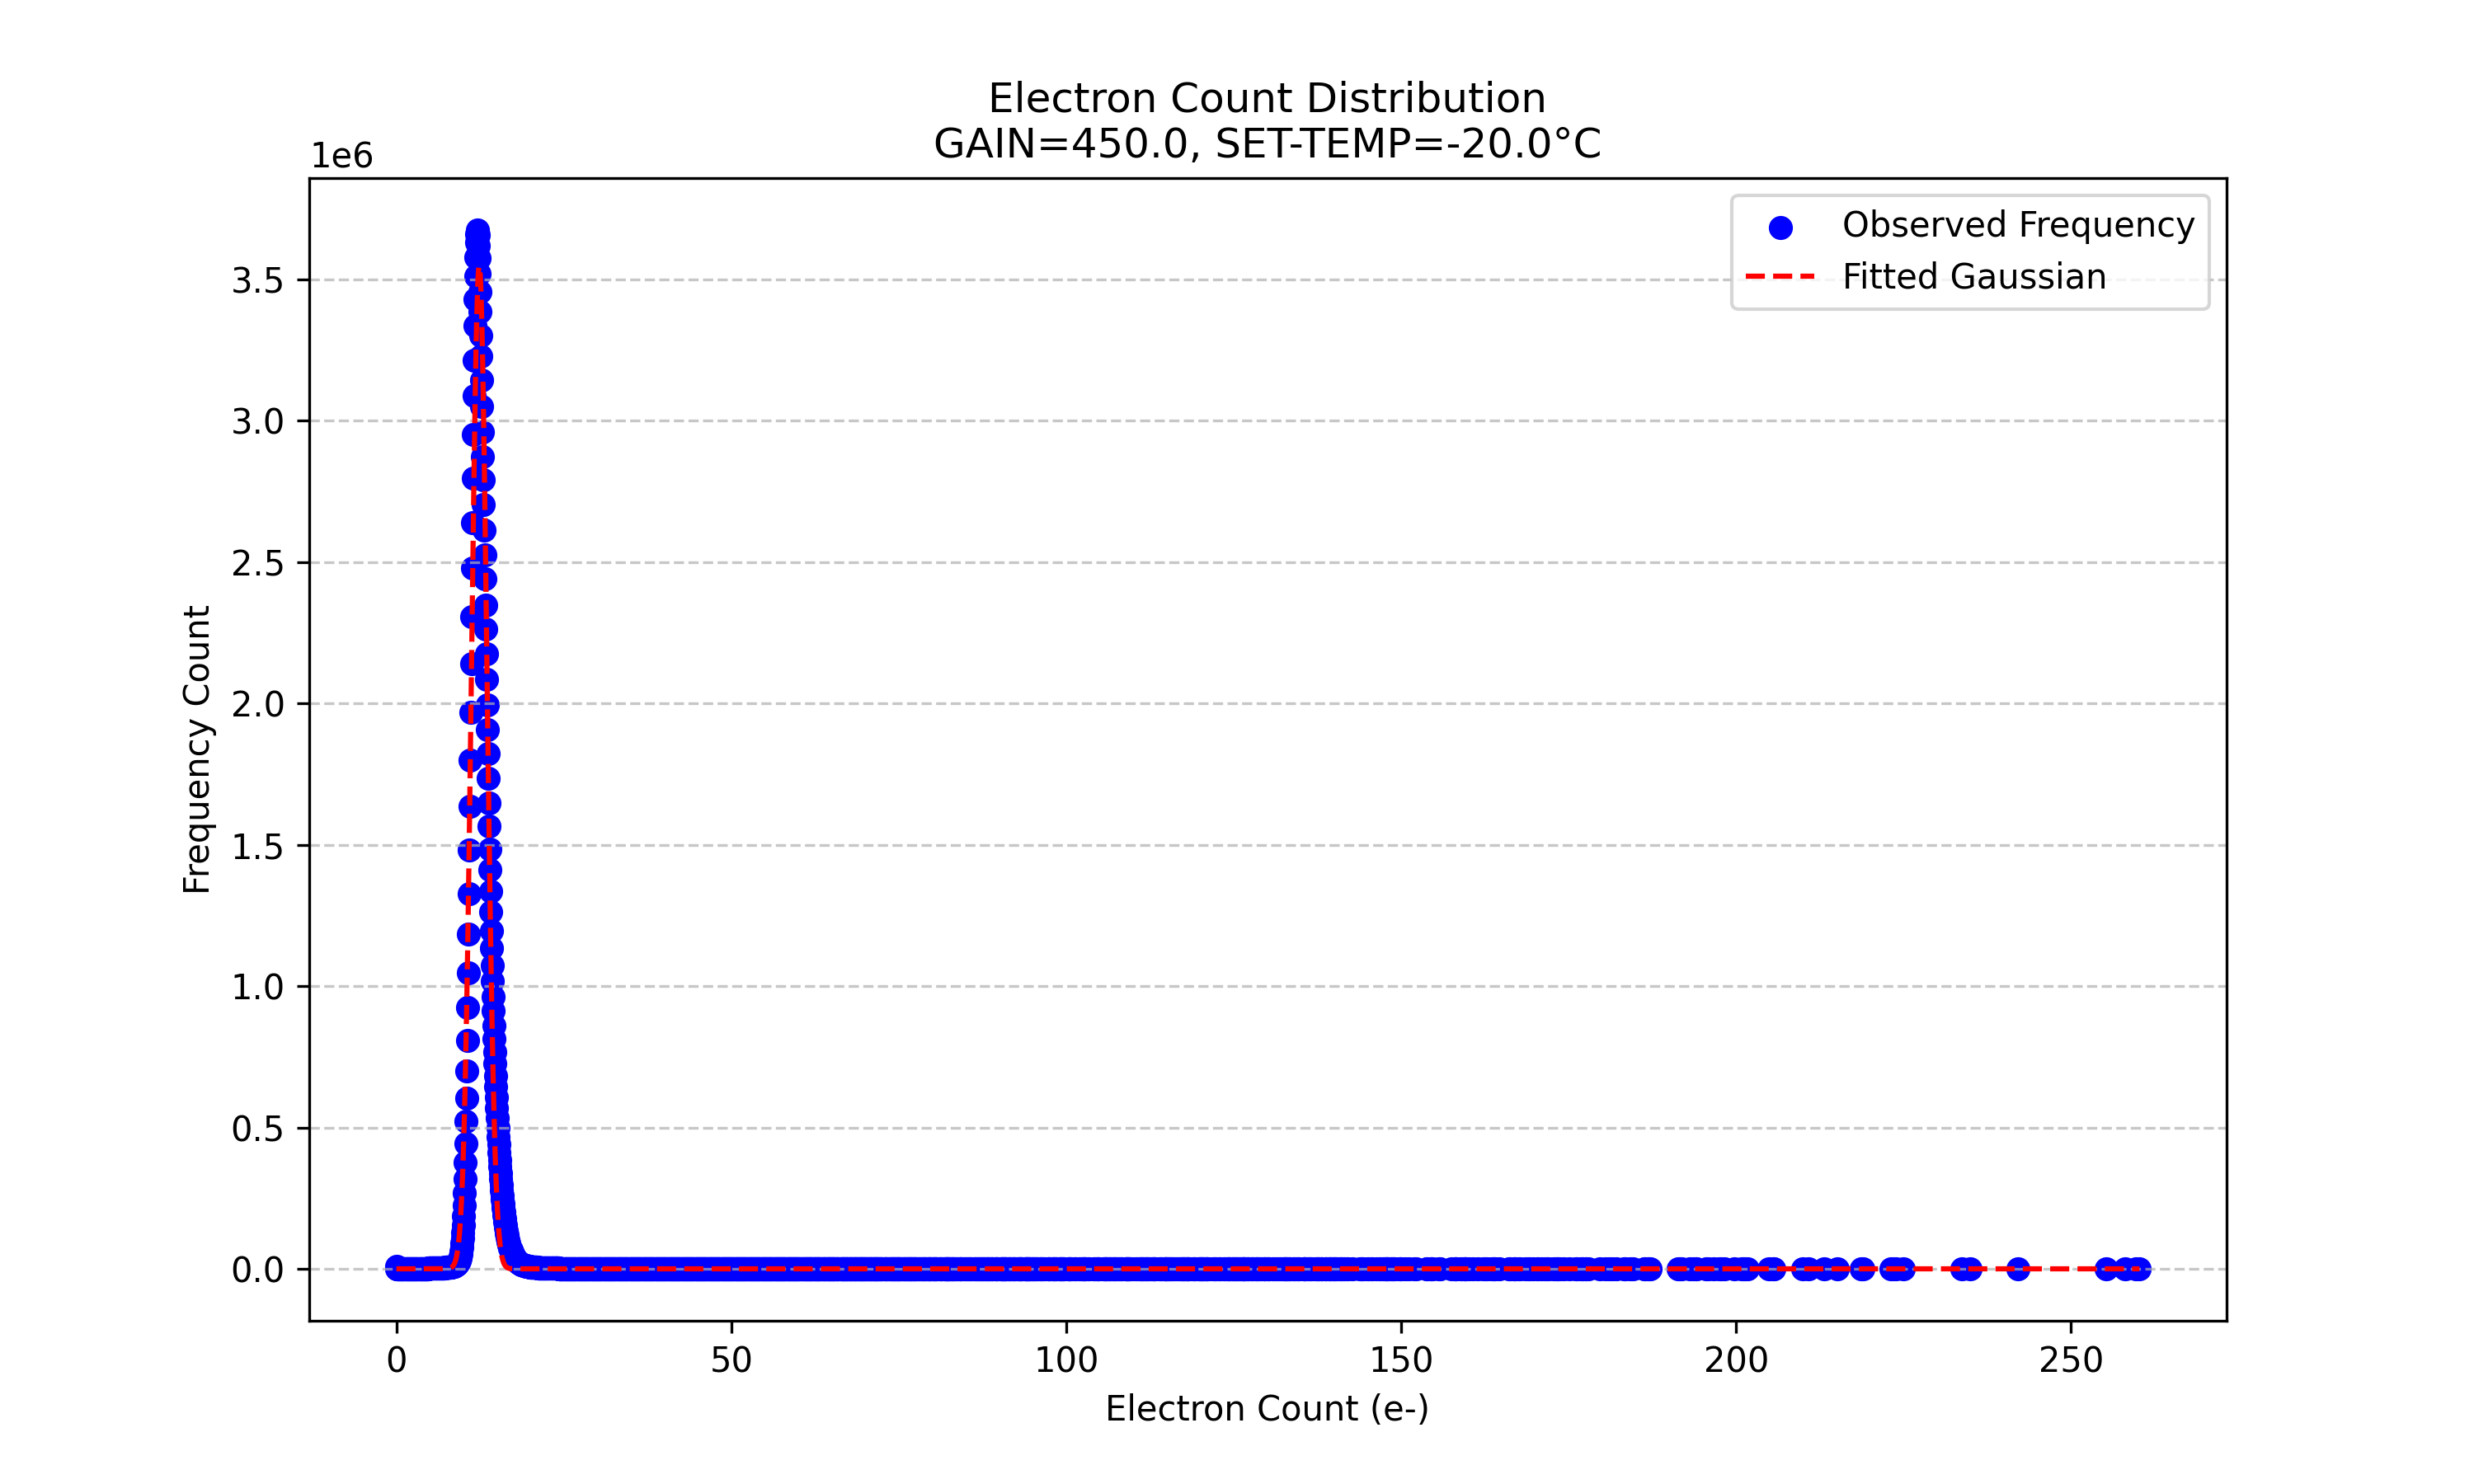 Electron Count Distribution
GAIN=450.0, SET-TEMP=-20.0°C
1e6
Observed Frequency
Fitted Gaussian
3.5
3.0
2.5
2.0
1.5
1.0
0.5
0.0
Frequency Count
0 50 100 150 200 250
Electron Count (e-)